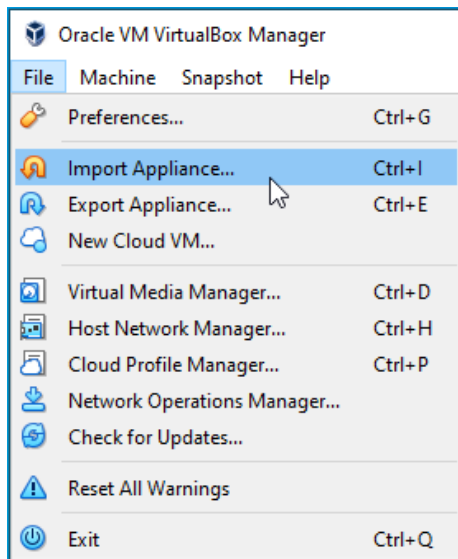 Oracle VM VirtualBox Manager
File Machine Snapshot Help
Preferences... Ctrl+G
Import Appliance... Ctrl+I
Export Appliance... Ctrl+E
New Cloud VM...
Virtual Media Manager... Ctrl+D
Host Network Manager... Ctrl+H
Cloud Profile Manager... Ctrl+P
Network Operations Manager...
Check for Updates...
Reset All Warnings
Exit Ctrl+Q